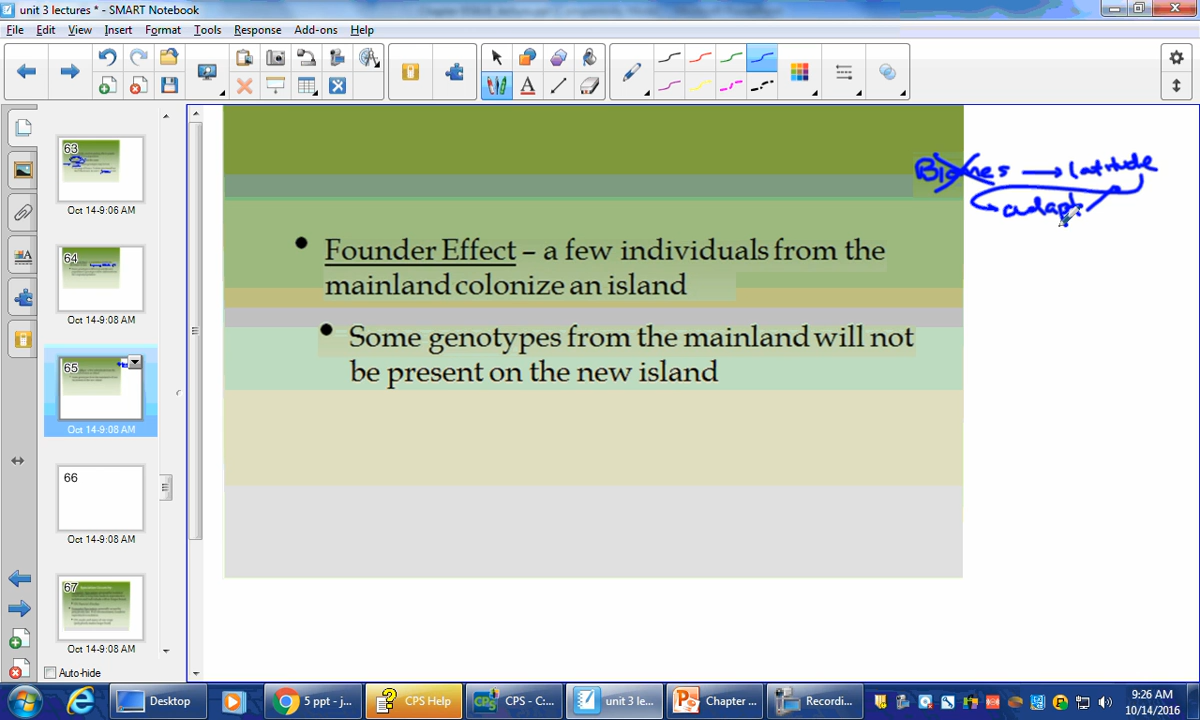 unit 3 lectures * - SMART Notebook
File Edit View Insert Format Tools Response Add-ons Help
63
Oct 14-9:06 AM
64
Oct 14-9:08 AM
65
Oct 14-9:08 AM
66
Oct 14-9:08 AM
67
Oct 14-9:08 AM
Auto-hide
• Founder Effect – a few individuals from the
mainland colonize an island
• Some genotypes from the mainland will not
be present on the new island
Biomes → latitude
adapt
Desktop
5 ppt - j...
CPS Help
CPS - C:...
unit 3 le...
Chapter ...
Recordi...
9:26 AM
10/14/2016